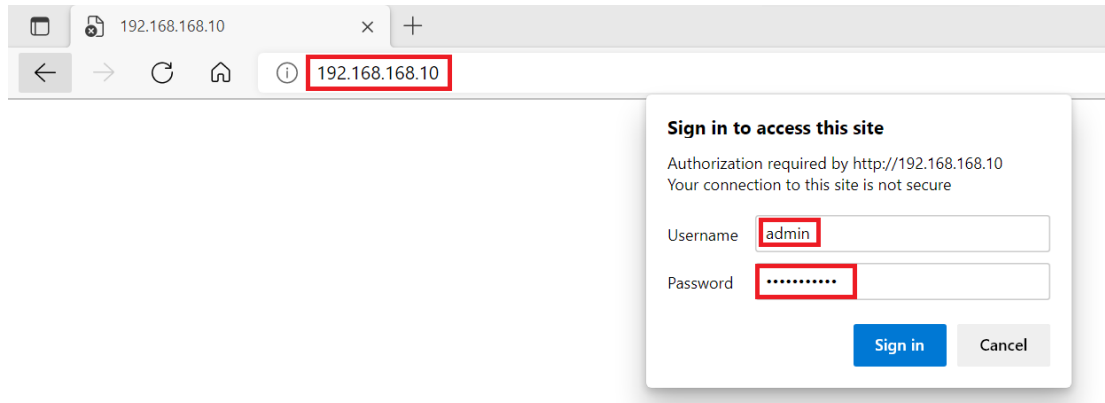 192.168.168.10
192.168.168.10
Sign in to access this site
Authorization required by http://192.168.168.10
Your connection to this site is not secure
Username admin
Password •••••••••••
Sign in Cancel